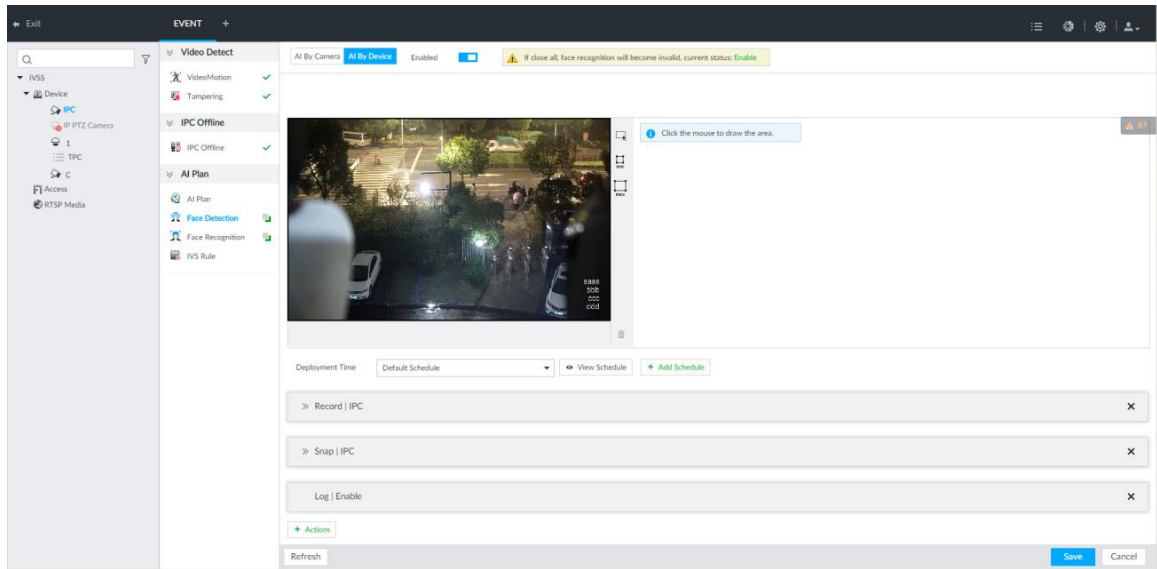 Exit
EVENT +
IVSS
Device
IPC
IP PTZ Camera
1
TPC
C
Access
RTSP Media
Video Detect
VideoMotion
Tampering
IPC Offline
IPC Offline
AI Plan
AI Plan
Face Detection
Face Recognition
IVS Rule
AI By Camera AI By Device Enabled If close all, face recognition will become invalid, current status: Enable
Click the mouse to draw the area.
87
aaaa
bbb
ccc
ddd
Deployment Time Default Schedule View Schedule + Add Schedule
Record | IPC
Snap | IPC
Log | Enable
+ Actions
Refresh Save Cancel